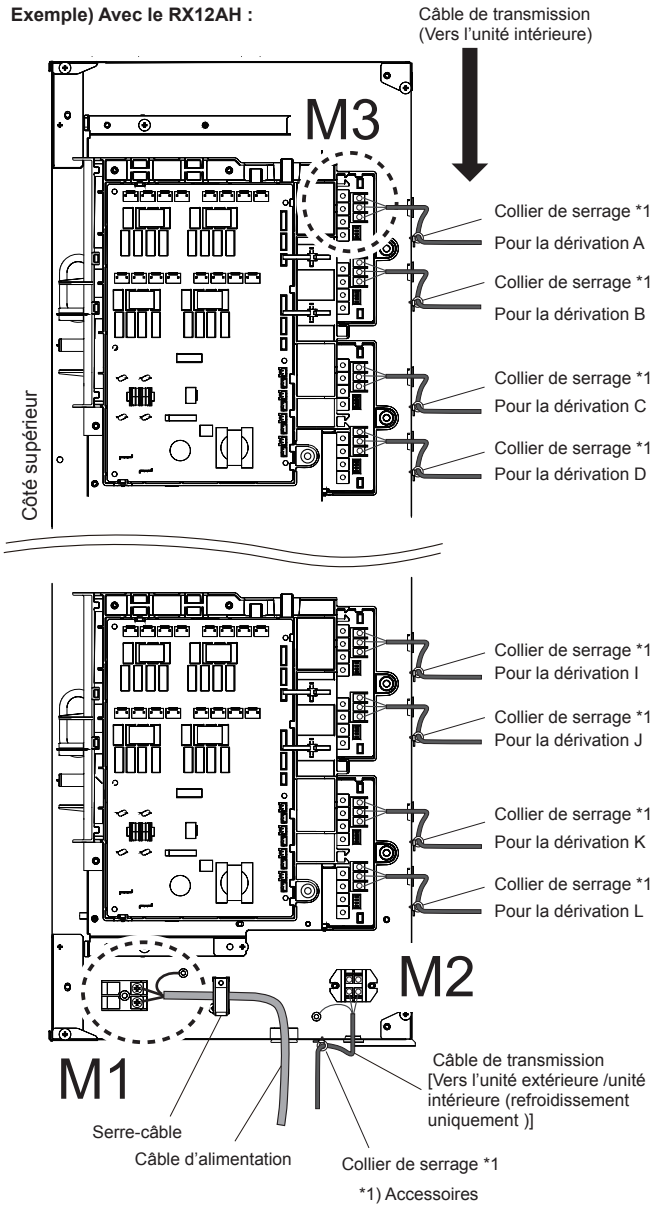 Exemple) Avec le RX12AH :
Câble de transmission
(Vers l'unité intérieure)
M3
Collier de serrage *1
Pour la dérivation A
Collier de serrage *1
Pour la dérivation B
Collier de serrage *1
Pour la dérivation C
Collier de serrage *1
Pour la dérivation D
Côté supérieur
Collier de serrage *1
Pour la dérivation I
Collier de serrage *1
Pour la dérivation J
Collier de serrage *1
Pour la dérivation K
Collier de serrage *1
Pour la dérivation L
M2
M1
Câble de transmission
[Vers l'unité extérieure /unité
intérieure (refroidissement
uniquement )]
Serre-câble
Câble d'alimentation
Collier de serrage *1
*1) Accessoires